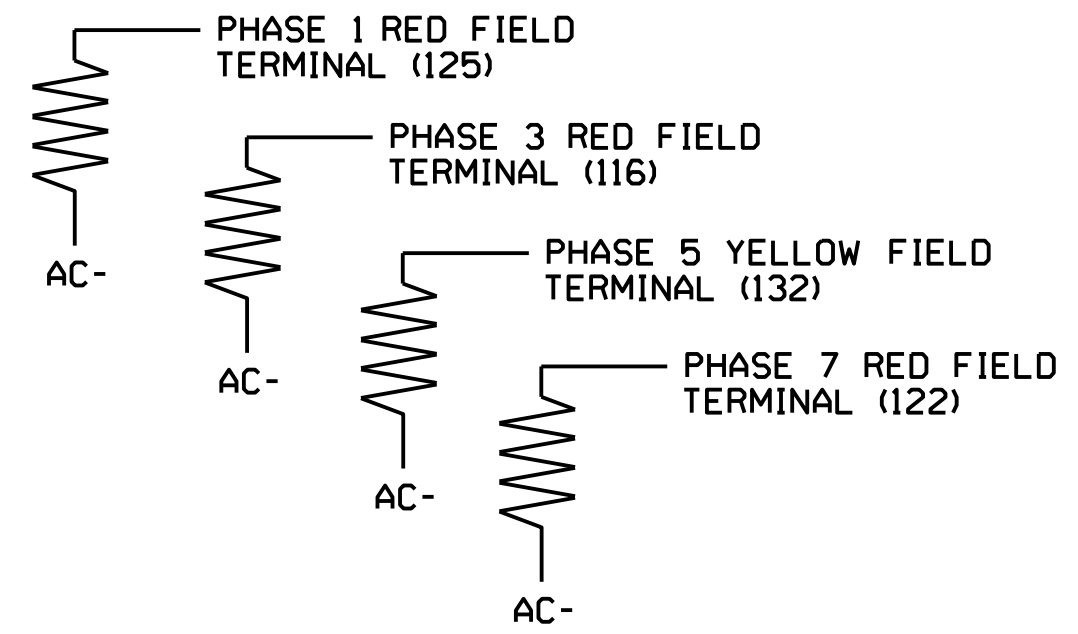 PHASE 1 RED FIELD
TERMINAL (125)
AC-
PHASE 3 RED FIELD
TERMINAL (116)
AC-
PHASE 5 YELLOW FIELD
TERMINAL (132)
AC-
PHASE 7 RED FIELD
TERMINAL (122)
AC-